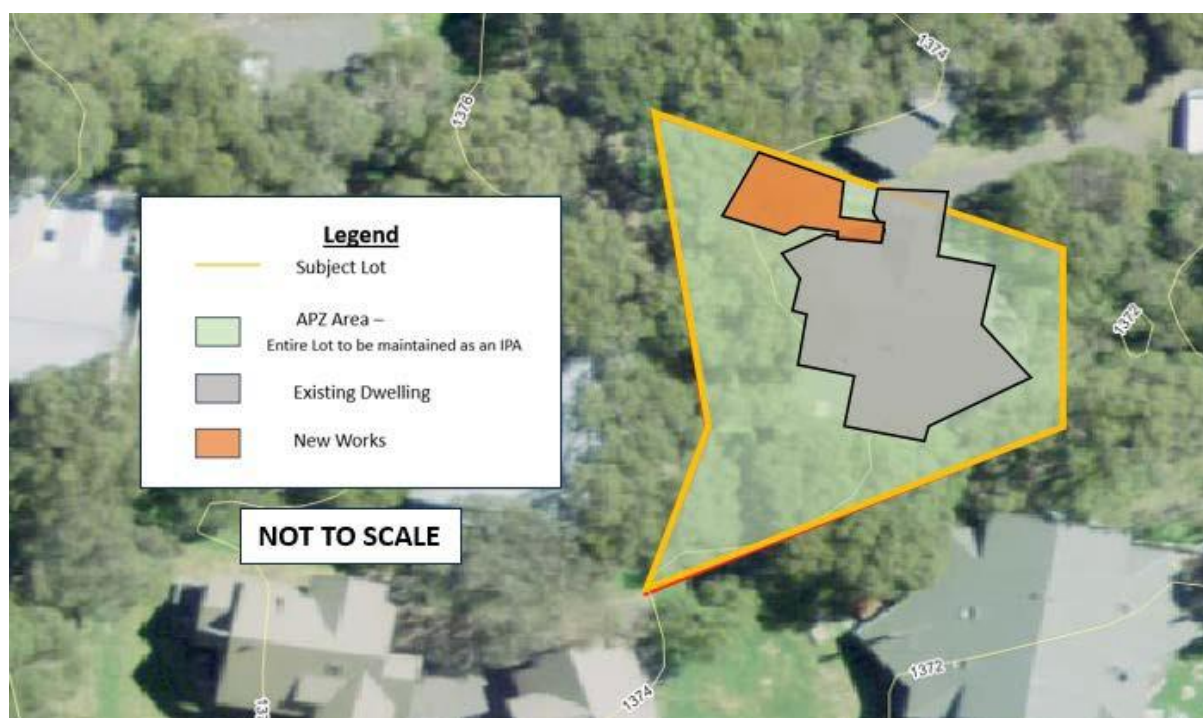 1374
1378
Legend
Subject Lot
APZ Area –
Entire Lot to be maintained as an IPA
1372
Existing Dwelling
New Works
NOT TO SCALE
1372
1374